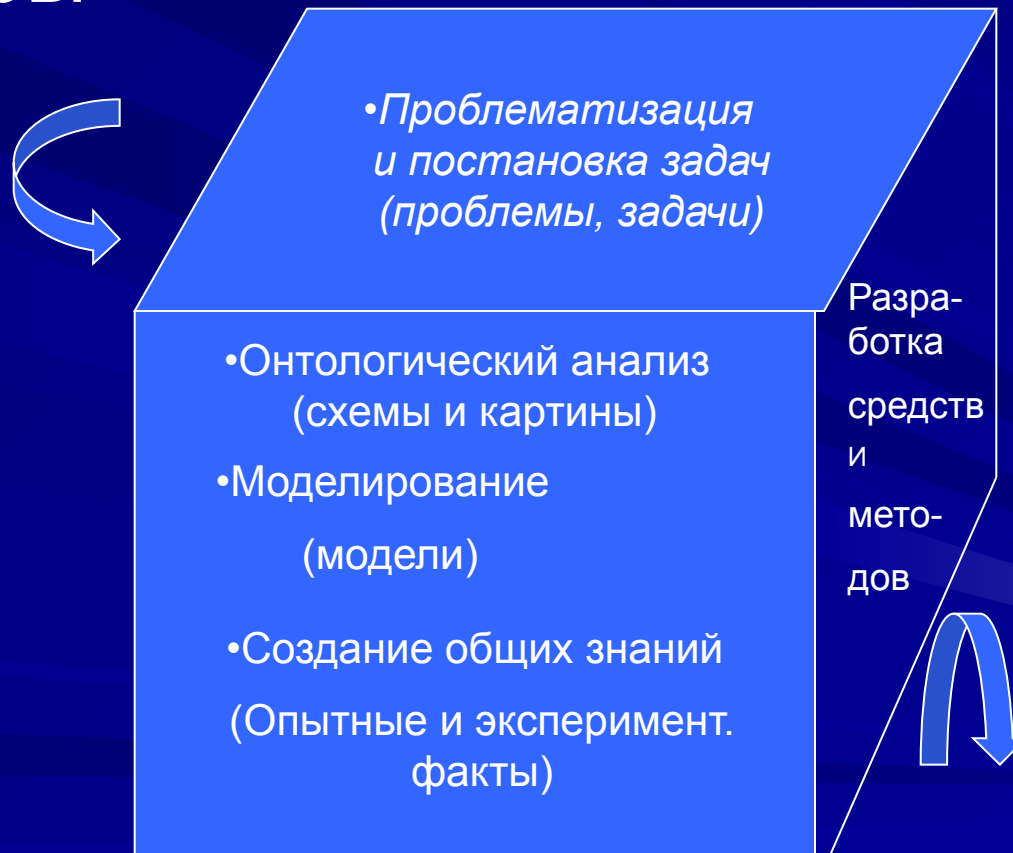 •Проблематизация
и постановка задач
(проблемы, задачи)
•Онтологический анализ
(схемы и картины)
•Моделирование
(модели)
•Создание общих знаний
(Опытные и эксперимент.
факты)
Разра-
ботка
средств
и
мето-
дов